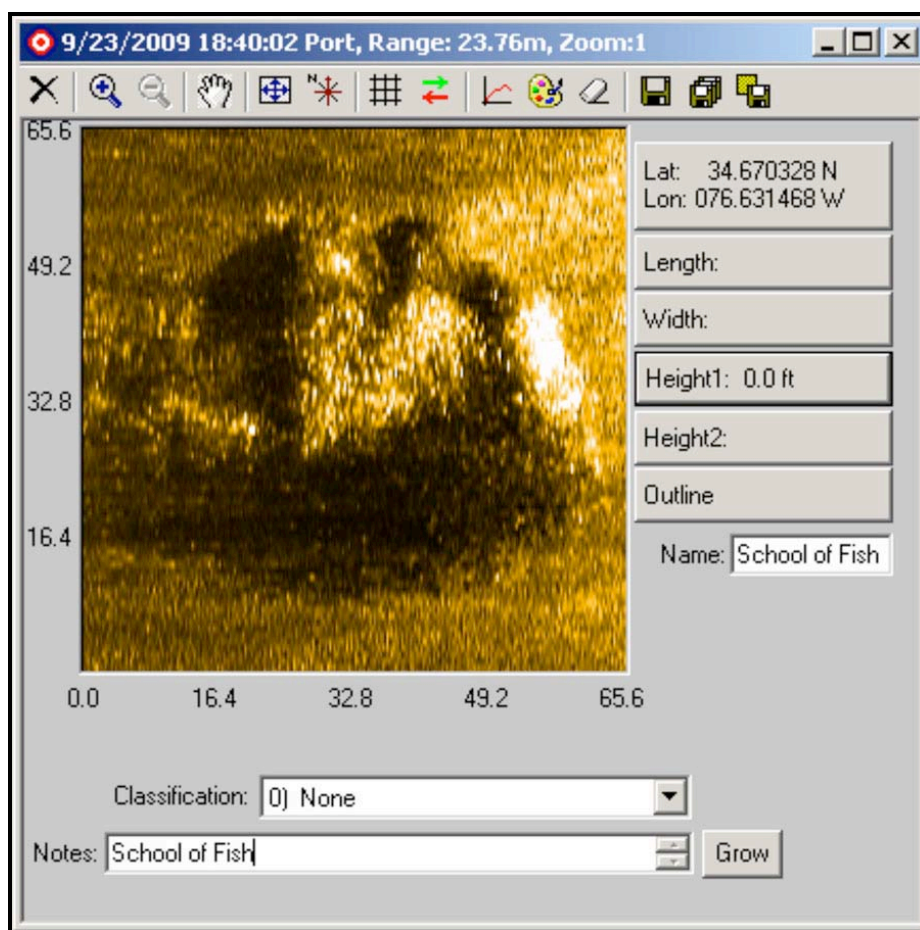 9/23/2009 18:40:02 Port, Range: 23.76m, Zoom:1
N
65.6
49.2
32.8
16.4
0.0 16.4 32.8 49.2 65.6
Lat: 34.670328 N
Lon: 076.631468 W
Length:
Width:
Height1: 0.0 ft
Height2:
Outline
Name: School of Fish
Classification: 0) None
Notes: School of Fish
Grow